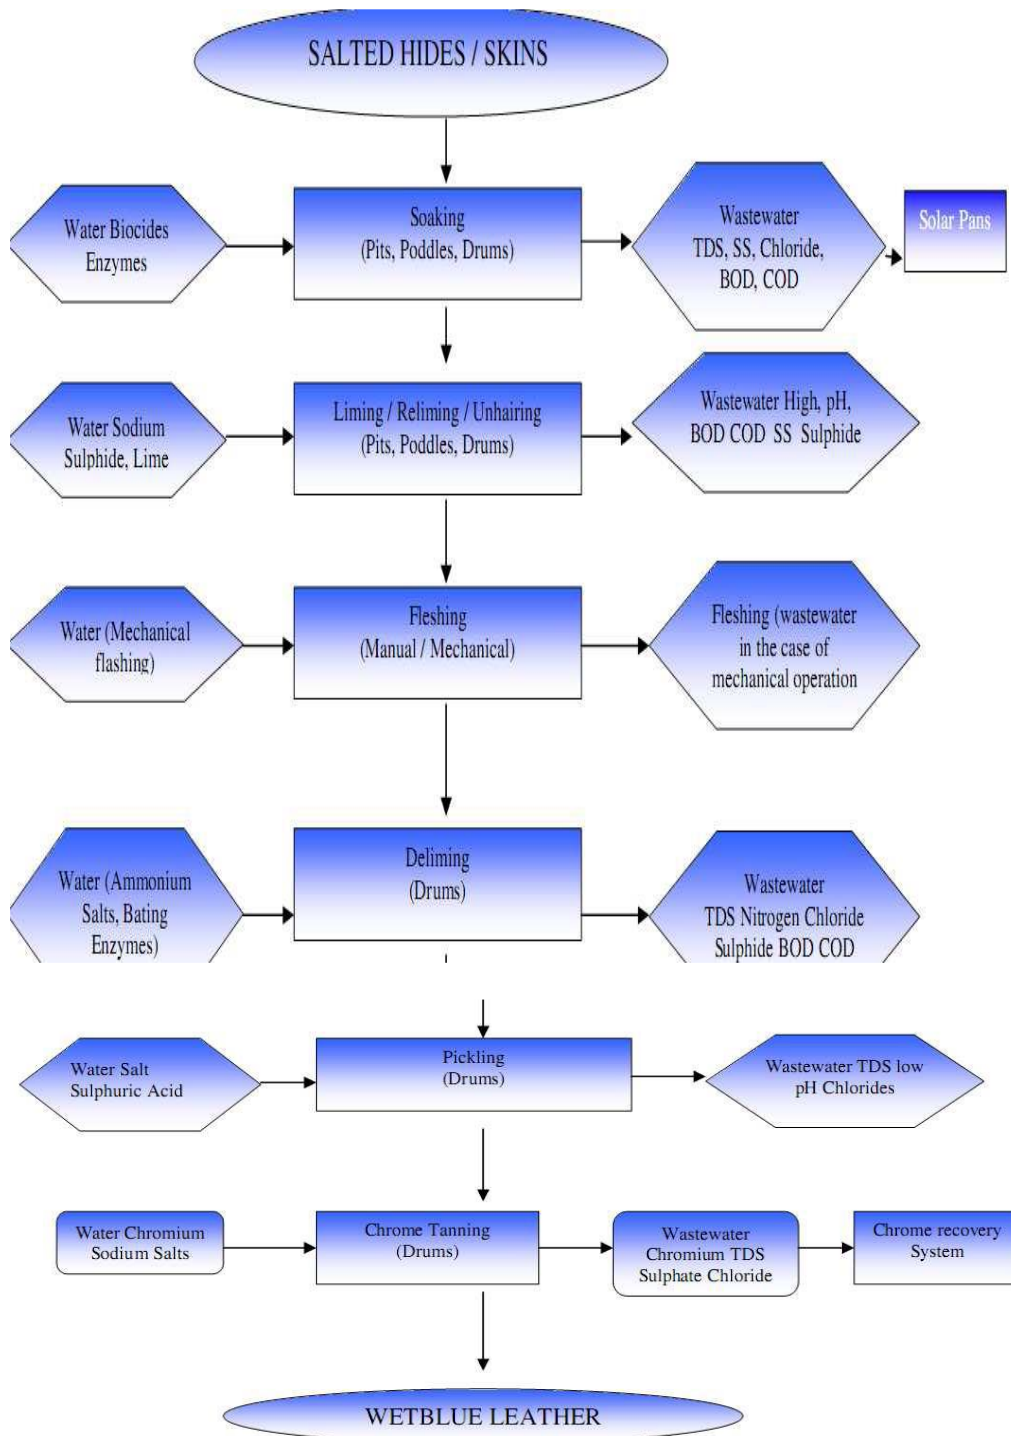 SALTED HIDES / SKINS
Water Biocides
Enzymes
Soaking
(Pits, Poddles, Drums)
Wastewater
TDS, SS, Chloride,
BOD, COD
Solar Pans
Water Sodium
Sulphide, Lime
Liming / Reliming / Unhairing
(Pits, Poddles, Drums)
Wastewater High, pH,
BOD COD SS Sulphide
Water (Mechanical
flashing)
Fleshing
(Manual / Mechanical)
Fleshing (wastewater
in the case of
mechanical operation
Water (Ammonium
Salts, Bating
Enzymes)
Deliming
(Drums)
Wastewater
TDS Nitrogen Chloride
Sulphide BOD COD
Water Salt
Sulphuric Acid
Pickling
(Drums)
Wastewater TDS low
pH Chlorides
Water Chromium
Sodium Salts
Chrome Tanning
(Drums)
Wastewater
Chromium TDS
Sulphate Chloride
Chrome recovery
System
WETBLUE LEATHER